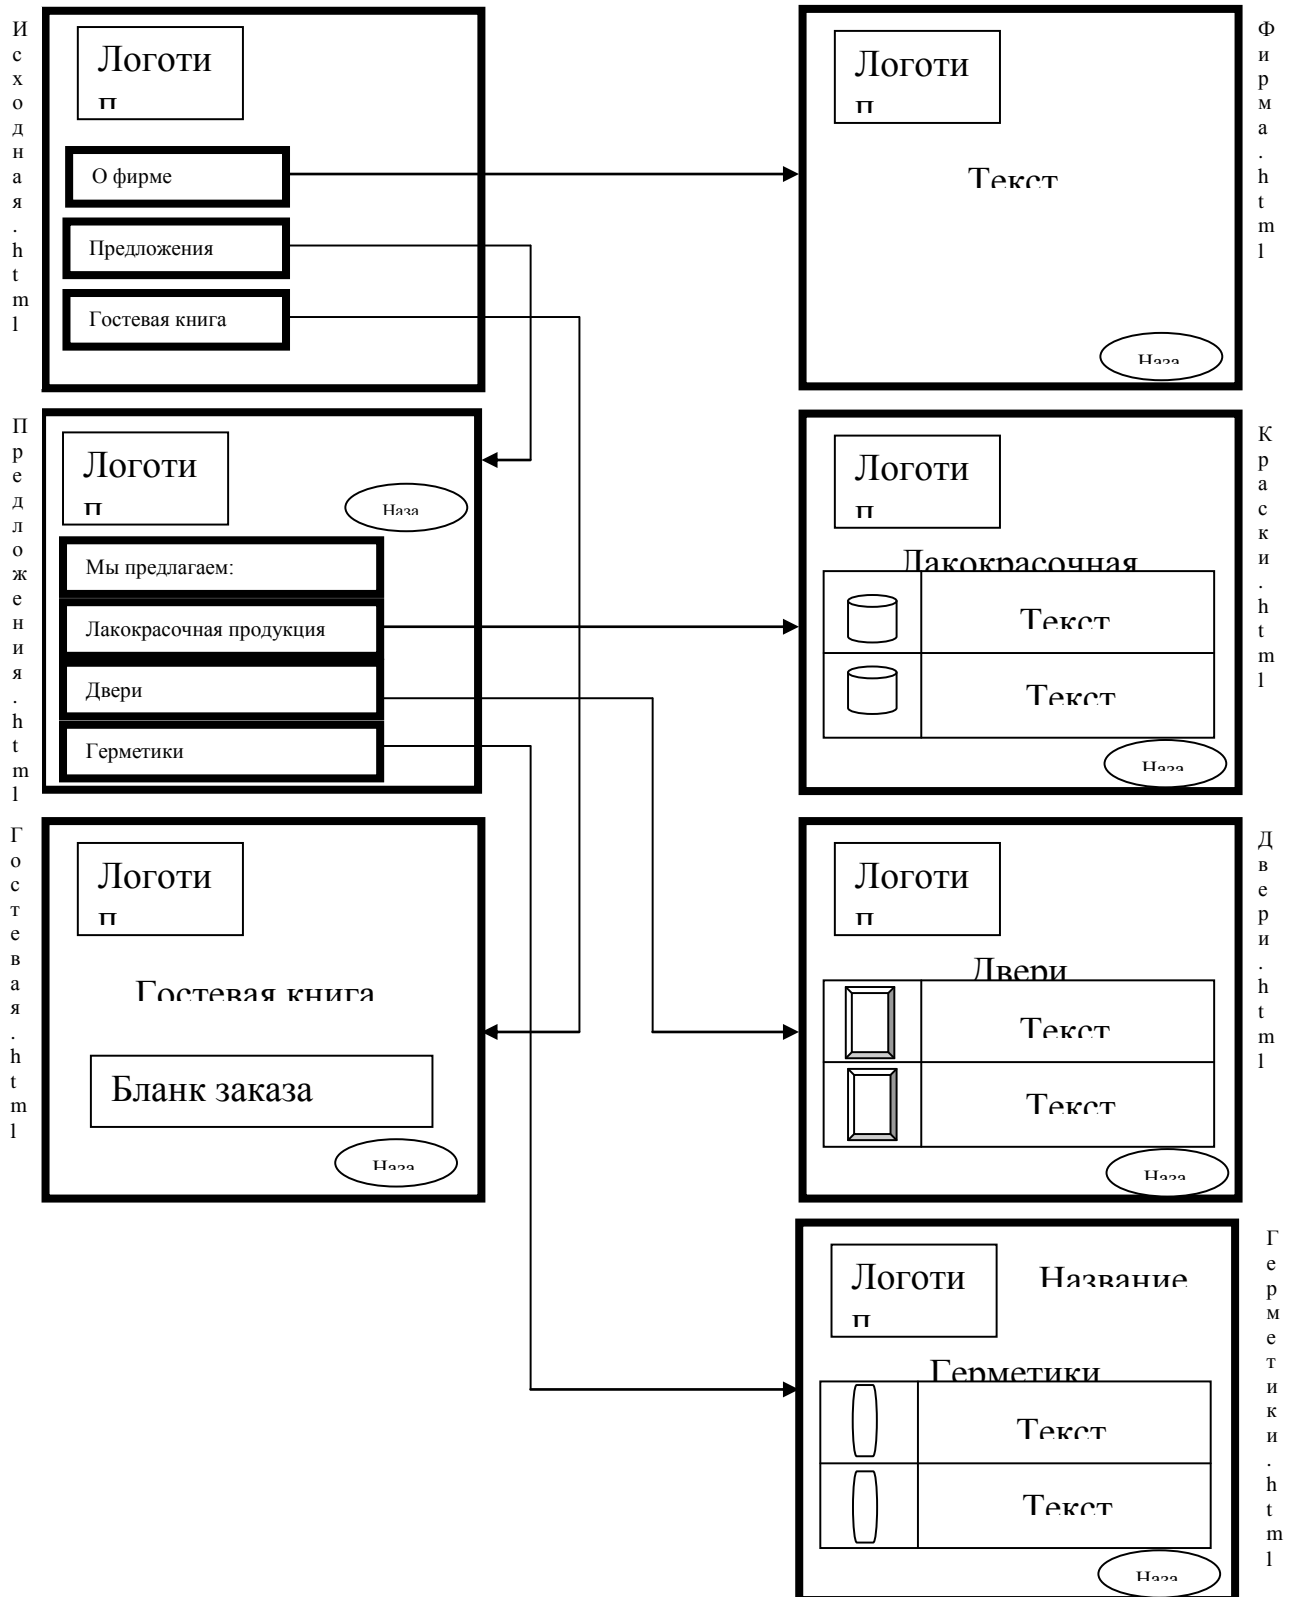 Исходная.html
Логоти
п
О фирме
Предложения
Гостевая книга
Фирма.html
Логоти
п
Текст
Наза
Предложения.html
Логоти
п
Наза
Мы предлагаем:
Лакокрасочная продукция
Двери
Герметики
Краски.html
Логоти
п
Лакокрасочная
Текст
Текст
Наза
Гостевая.html
Логоти
п
Гостевая книга
Бланк заказа
Наза
Двери.html
Логоти
п
Двери
Текст
Текст
Наза
Герметики.html
Логоти
п
Название
Герметики
Текст
Текст
Наза